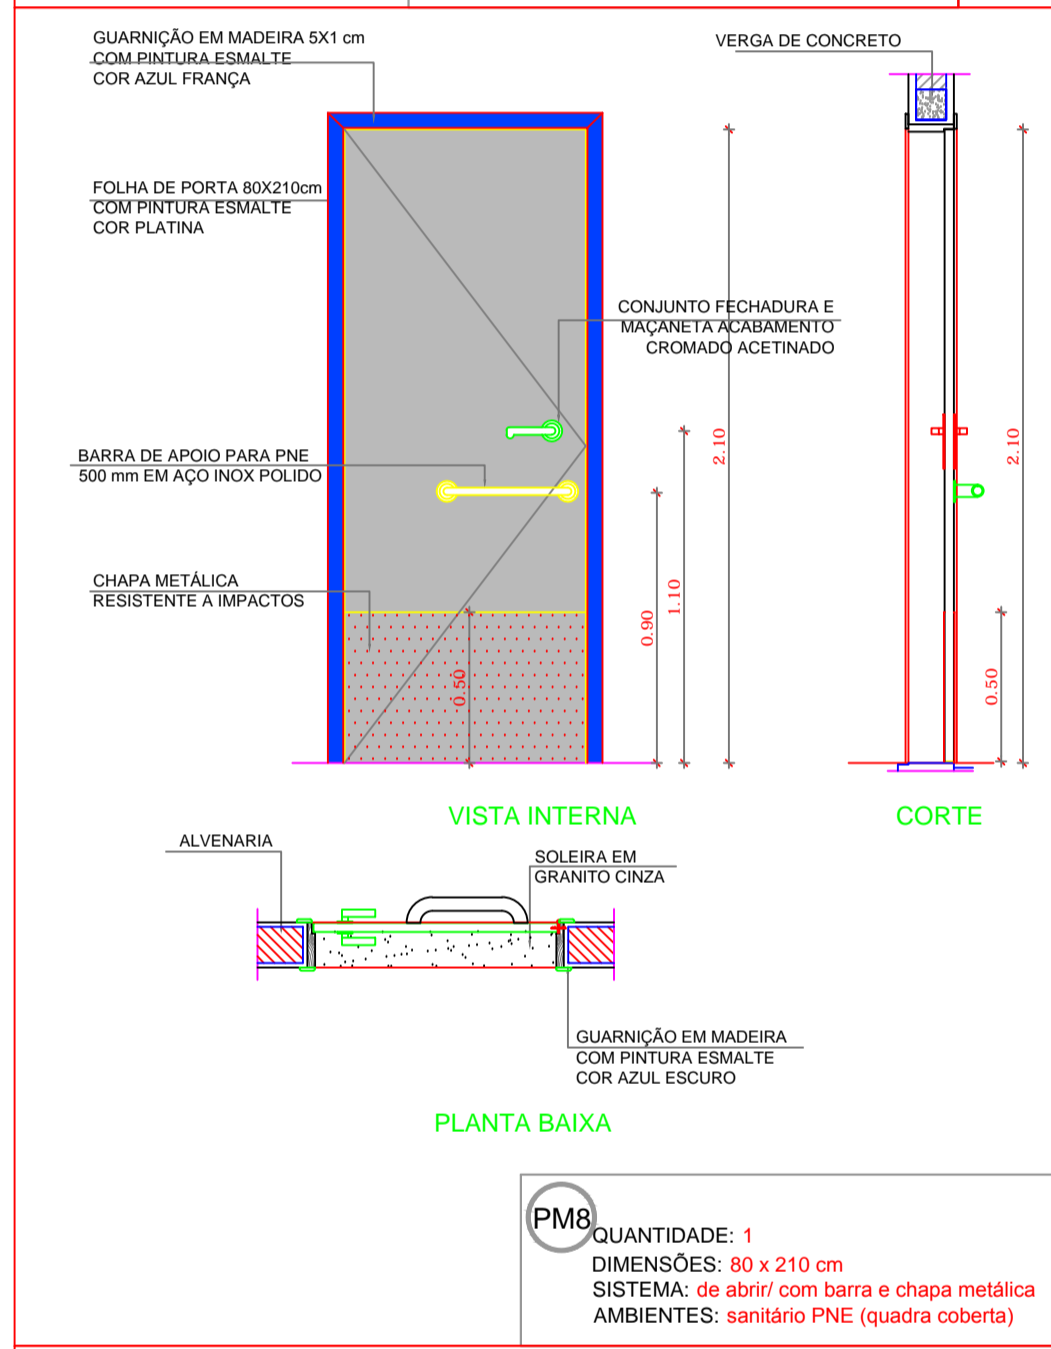 GUARNIÇÃO EM MADEIRA 5X1 cm
COM PINTURA ESMALTE
COR AZUL FRANÇA
VERGA DE CONCRETO
FOLHA DE PORTA 80X210cm
COM PINTURA ESMALTE
COR PLATINA
CONJUNTO FECHADURA E
MAÇANETA ACABAMENTO
CROMADO ACETINADO
BARRA DE APOIO PARA PNE
500 mm EM AÇO INOX POLIDO
CHAPA METÁLICA
RESISTENTE A IMPACTOS
0.50
0.90
1.10
2.10
2.10
0.50
VISTA INTERNA
CORTE
ALVENARIA
SOLEIRA EM
GRANITO CINZA
GUARNIÇÃO EM MADEIRA
COM PINTURA ESMALTE
COR AZUL ESCURO
PLANTA BAIXA
PM8
QUANTIDADE: 1
DIMENSÕES: 80 x 210 cm
SISTEMA: de abrir/ com barra e chapa metálica
AMBIENTES: sanitário PNE (quadra coberta)